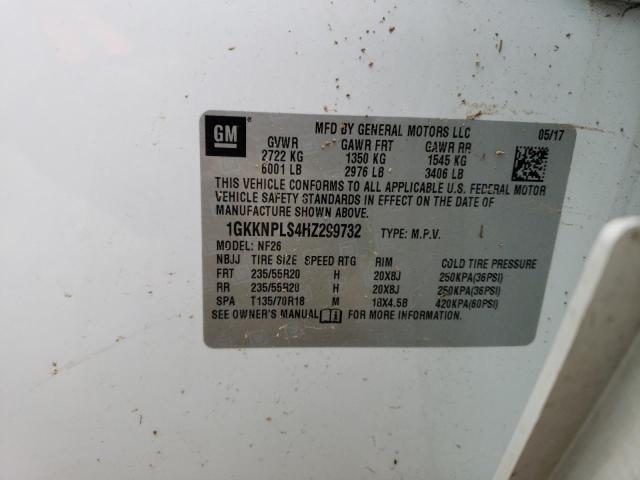 GM
MFD BY GENERAL MOTORS LLC 05/17
GVWR GAWR FRT GAWR RR
2722 KG 1350 KG 1545 KG
6001 LB 2976 LB 3406 LB
THIS VEHICLE CONFORMS TO ALL APPLICABLE U.S. FEDERAL MOTOR
VEHICLE SAFETY STANDARDS IN EFFECT ON THE DATE OF
MANUFACTURE SHOWN ABOVE.
1GKKNPLS4HZ299732 TYPE: M.P.V.
MODEL: NF26
NBJJ TIRE SIZE SPEED RTG RIM COLD TIRE PRESSURE
FRT 235/55R20 H 20X8J 250KPA(36PSI)
RR 235/55R20 H 20X8J 250KPA(36PSI)
SPA T135/70R18 M 18X4.5B 420KPA(60PSI)
SEE OWNER'S MANUAL FOR MORE INFORMATION.